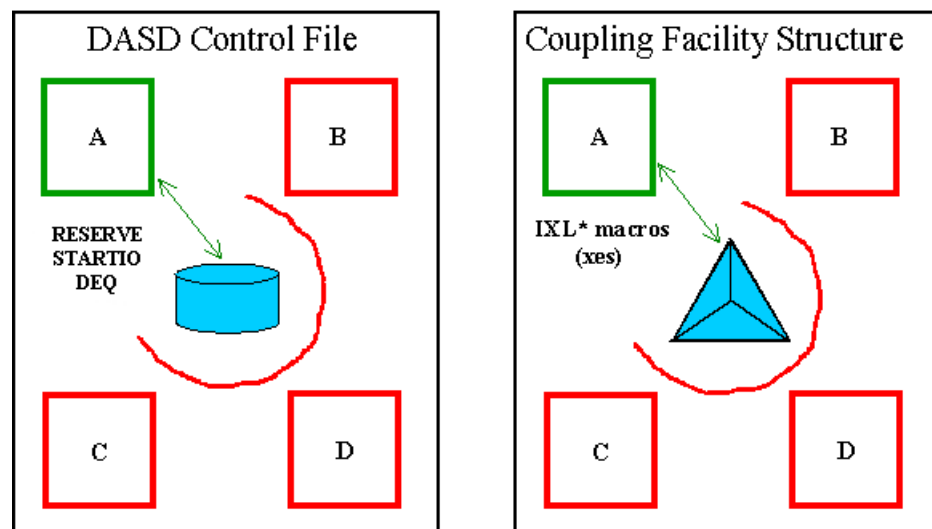 DASD Control File
A
B
RESERVE
STARTIO
DEQ
C
D
Coupling Facility Structure
A
B
IXL* macros
(xes)
C
D